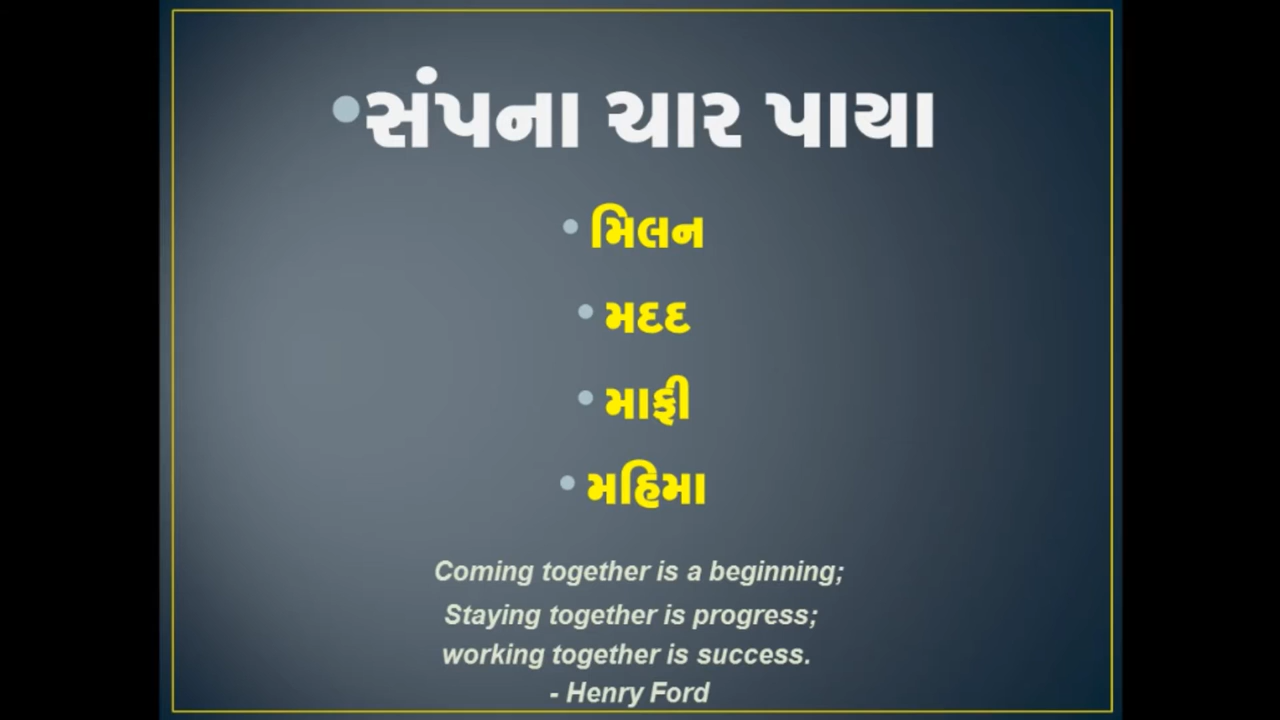 •સંપના ચાર પાયા
• મિલન
• મદદ
• માફી
• મહિમા
Coming together is a beginning;
Staying together is progress;
working together is success.
- Henry Ford